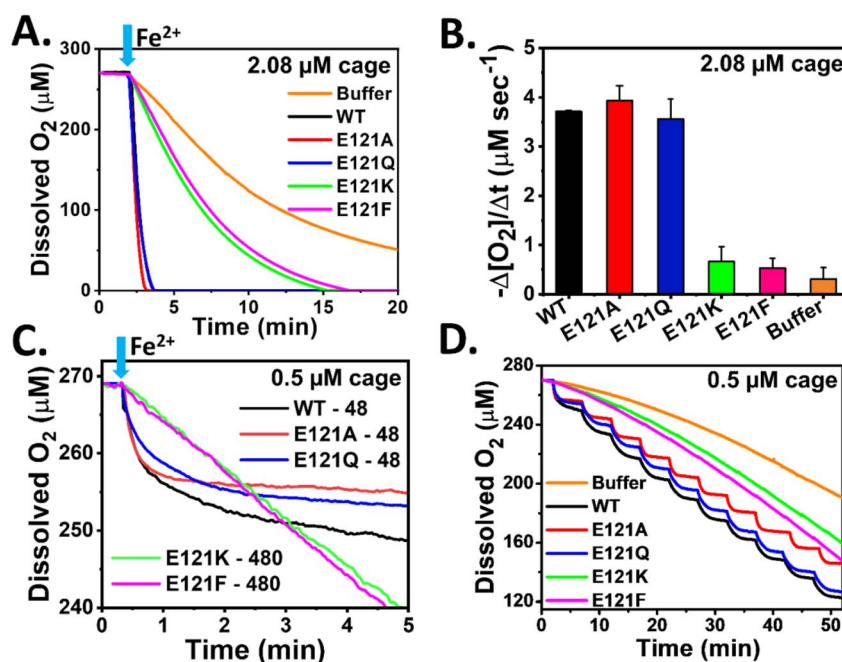 A.
Fe²⁺
Dissolved O₂ (µM)
300
200
100
0
0 5 10 15 20
Time (min)
Buffer
WT
E121A
E121Q
E121K
E121F
B.
2.08 µM cage
-Δ[O₂]/Δt (µM sec⁻¹)
5
4
3
2
1
0
WT E121A E121Q E121K E121F Buffer
C.
Fe²⁺
0.5 µM cage
Dissolved O₂ (µM)
270
260
250
240
0 1 2 3 4 5
Time (min)
WT - 48
E121A - 48
E121Q - 48
E121K - 480
E121F - 480
D.
0.5 µM cage
Dissolved O₂ (µM)
280
240
200
160
120
0 10 20 30 40 50
Time (min)
Buffer
WT
E121A
E121Q
E121K
E121F
2.08 µM cage